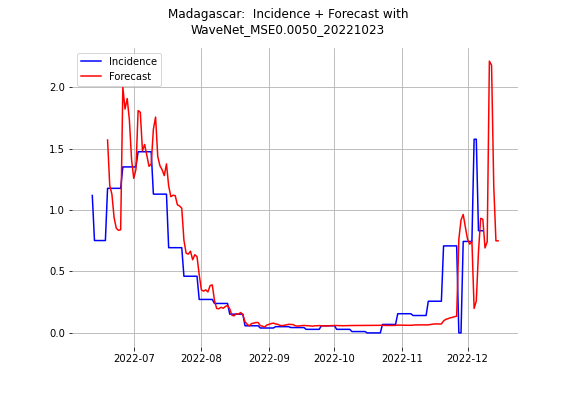 Madagascar:  Incidence + Forecast with
WaveNet_MSE0.0050_20221023
Incidence
Forecast
2.0
1.5
1.0
0.5
0.0
2022-07
2022-08
2022-09
2022-10
2022-11
2022-12